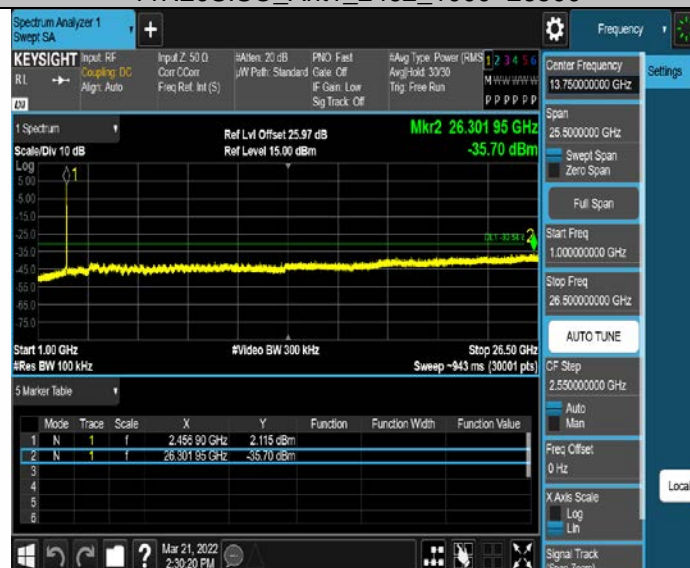 Spectrum Analyzer 1
Swept SA
+
Frequency
KEYSIGHT
RL
Input: RF
Coupling: DC
Align: Auto
Input Z: 50 Ω
Corr CCorr
Freq Ref: Int (S)
#Atten: 20 dB
µW Path: Standard
PNO: Fast
Gate: Off
IF Gain: Low
Sig Track: Off
#Avg Type: Power (RMS
Avg|Hold: 30/30
Trig: Free Run
1 2 3 4 5 6
M W W W W W
P P P P P P
1 Spectrum
Scale/Div 10 dB
Ref Lvl Offset 25.97 dB
Ref Level 15.00 dBm
Mkr2 26.301 95 GHz
-35.70 dBm
Log
5.00
-5.00
-15.0
-25.0
-35.0
-45.0
-55.0
-65.0
-75.0
1
2
Start 1.00 GHz
#Res BW 100 kHz
#Video BW 300 kHz
Stop 26.50 GHz
Sweep ~943 ms (30001 pts)
5 Marker Table
Mode Trace Scale X Y Function Function Width Function Value
1 N 1 f 2.456 90 GHz 2.115 dBm
2 N 1 f 26.301 95 GHz -35.70 dBm
3
4
5
6
Mar 21, 2022
2:30:20 PM
Center Frequency
13.750000000 GHz
Settings
Span
25.5000000 GHz
Swept Span
Zero Span
Full Span
Start Freq
1.000000000 GHz
Stop Freq
26.500000000 GHz
AUTO TUNE
CF Step
2.550000000 GHz
Auto
Man
Freq Offset
0 Hz
Local
X Axis Scale
Log
Lin
Signal Track
(Span Zoom)